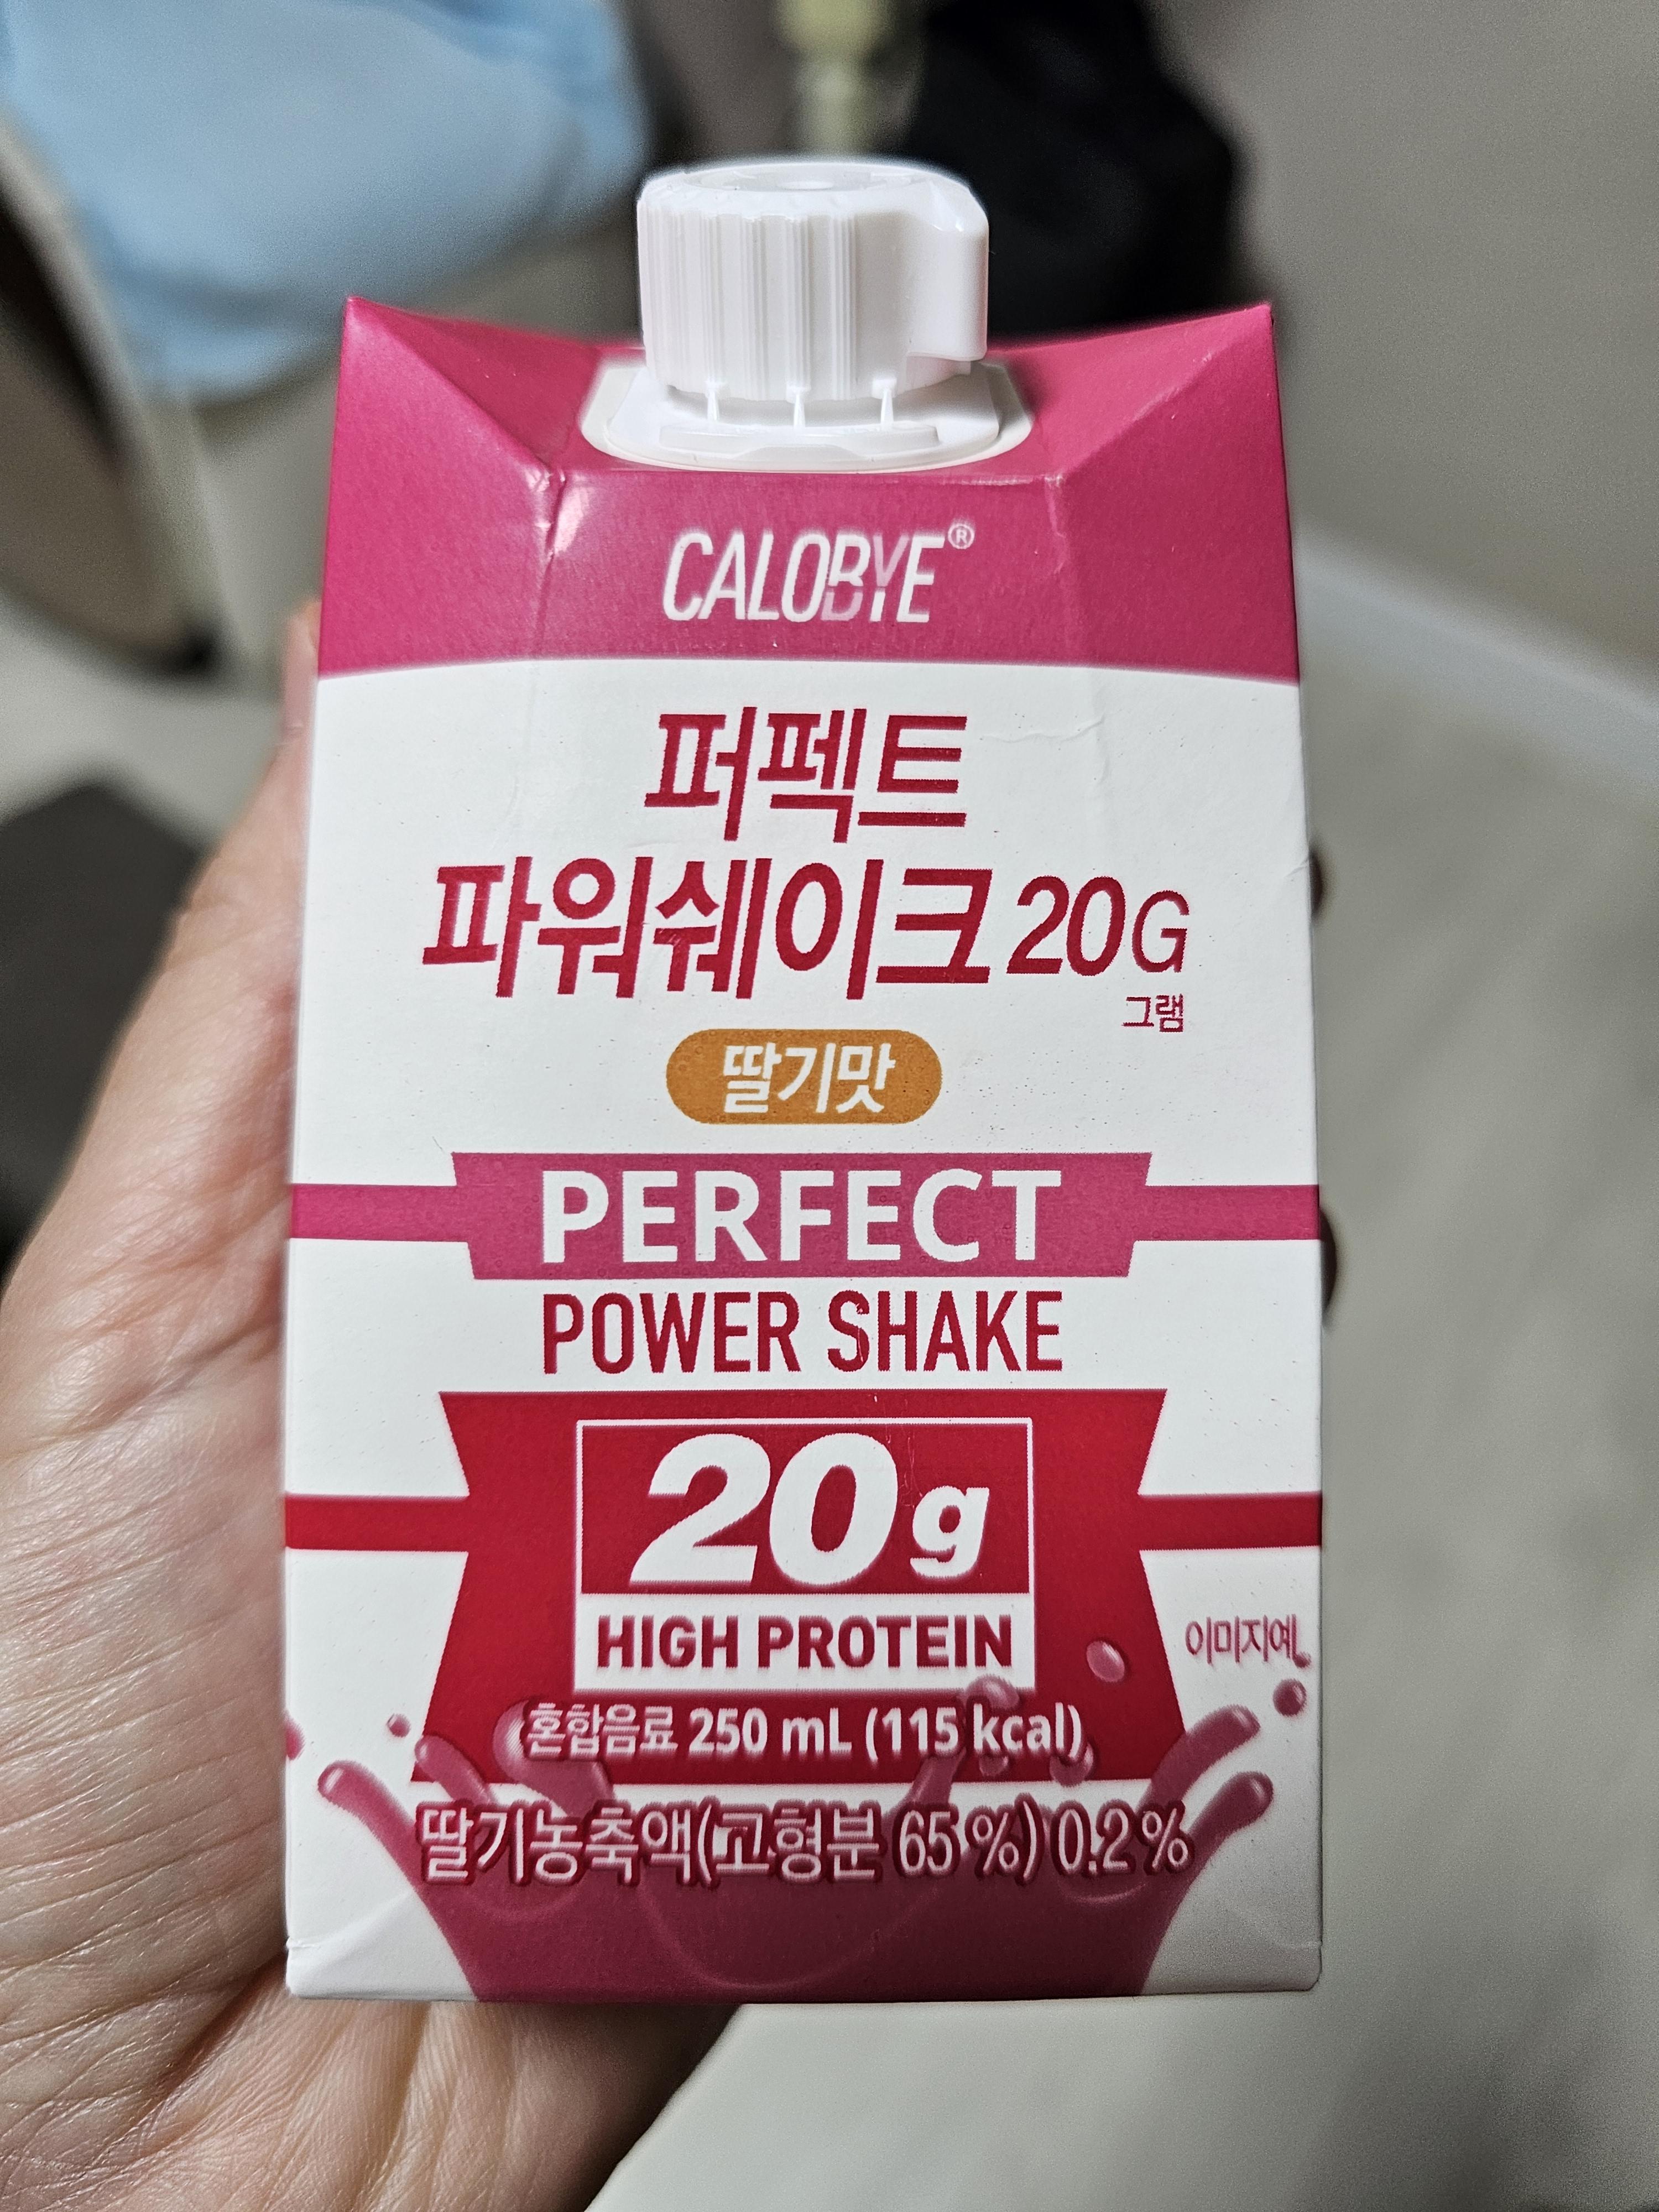 CALOBYE®
퍼펙트
파워쉐이크 20G
그램
딸기맛
PERFECT
POWER SHAKE
20g
HIGH PROTEIN
이미지예
혼합음료 250 mL (115 kcal)
딸기농축액(고형분 65%) 0.2%